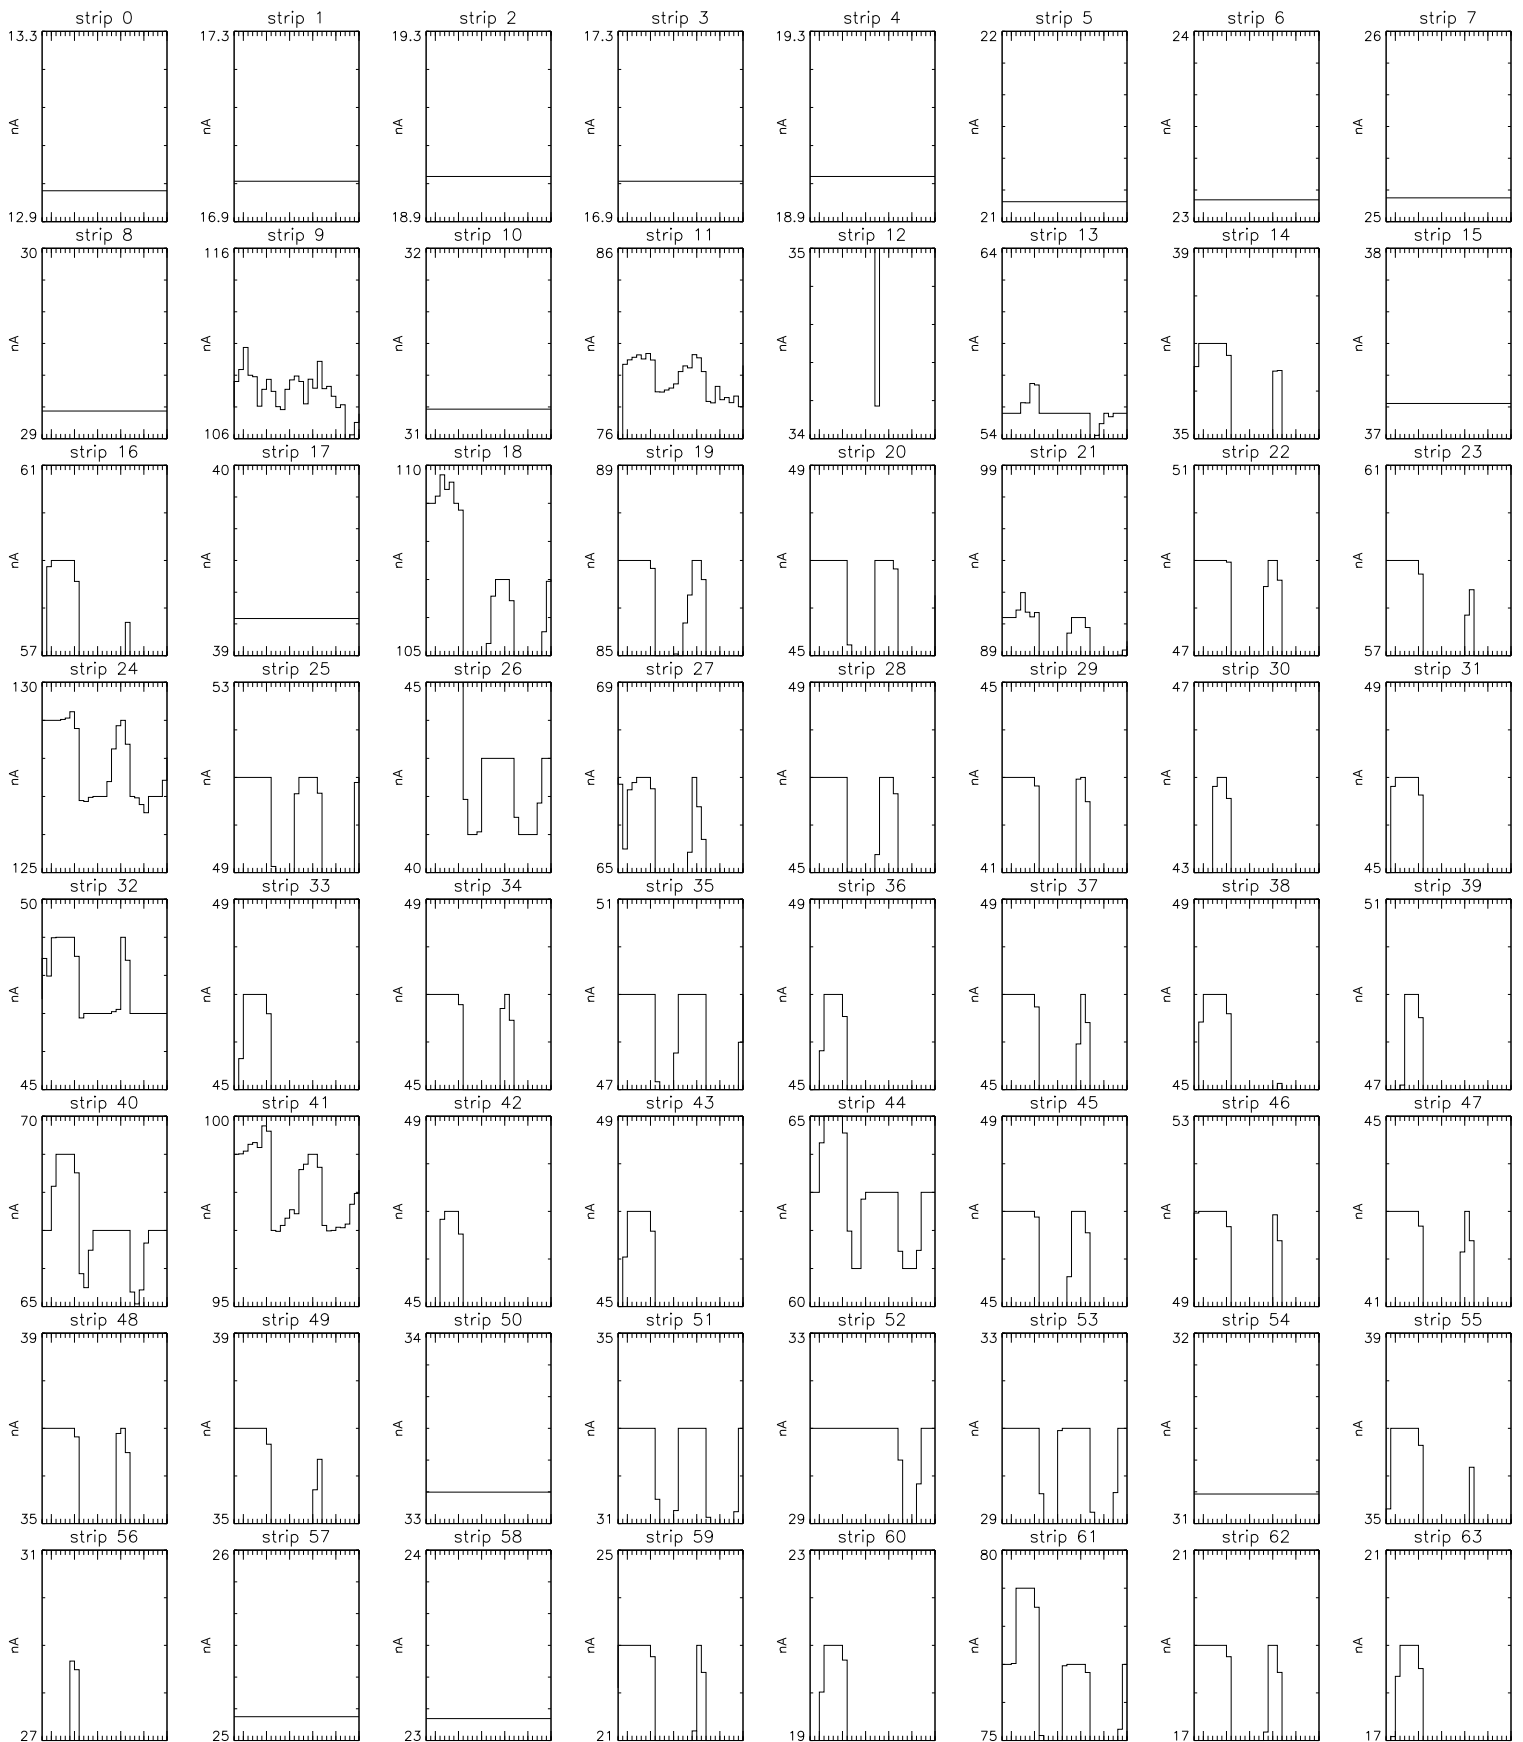 strip 0 strip 1 strip 2 strip 3 strip 4 strip 5 strip 6 strip 7
13.3 17.3 19.3 17.3 19.3 22 24 26
nA nA nA nA nA nA nA nA
12.9 16.9 18.9 16.9 18.9 21 23 25
strip 8 strip 9 strip 10 strip 11 strip 12 strip 13 strip 14 strip 15
30 116 32 86 35 64 39 38
nA nA nA nA nA nA nA nA
29 106 31 76 34 54 35 37
strip 16 strip 17 strip 18 strip 19 strip 20 strip 21 strip 22 strip 23
61 40 110 89 49 99 51 61
nA nA nA nA nA nA nA nA
57 39 105 85 45 89 47 57
strip 24 strip 25 strip 26 strip 27 strip 28 strip 29 strip 30 strip 31
130 53 45 69 49 45 47 49
nA nA nA nA nA nA nA nA
125 49 40 65 45 41 43 45
strip 32 strip 33 strip 34 strip 35 strip 36 strip 37 strip 38 strip 39
50 49 49 51 49 49 49 51
nA nA nA nA nA nA nA nA
45 45 45 47 45 45 45 47
strip 40 strip 41 strip 42 strip 43 strip 44 strip 45 strip 46 strip 47
70 100 49 49 65 49 53 45
nA nA nA nA nA nA nA nA
65 95 45 45 60 45 49 41
strip 48 strip 49 strip 50 strip 51 strip 52 strip 53 strip 54 strip 55
39 39 34 35 33 33 32 39
nA nA nA nA nA nA nA nA
35 35 33 31 29 29 31 35
strip 56 strip 57 strip 58 strip 59 strip 60 strip 61 strip 62 strip 63
31 26 24 25 23 80 21 21
nA nA nA nA nA nA nA nA
27 25 23 21 19 75 17 17